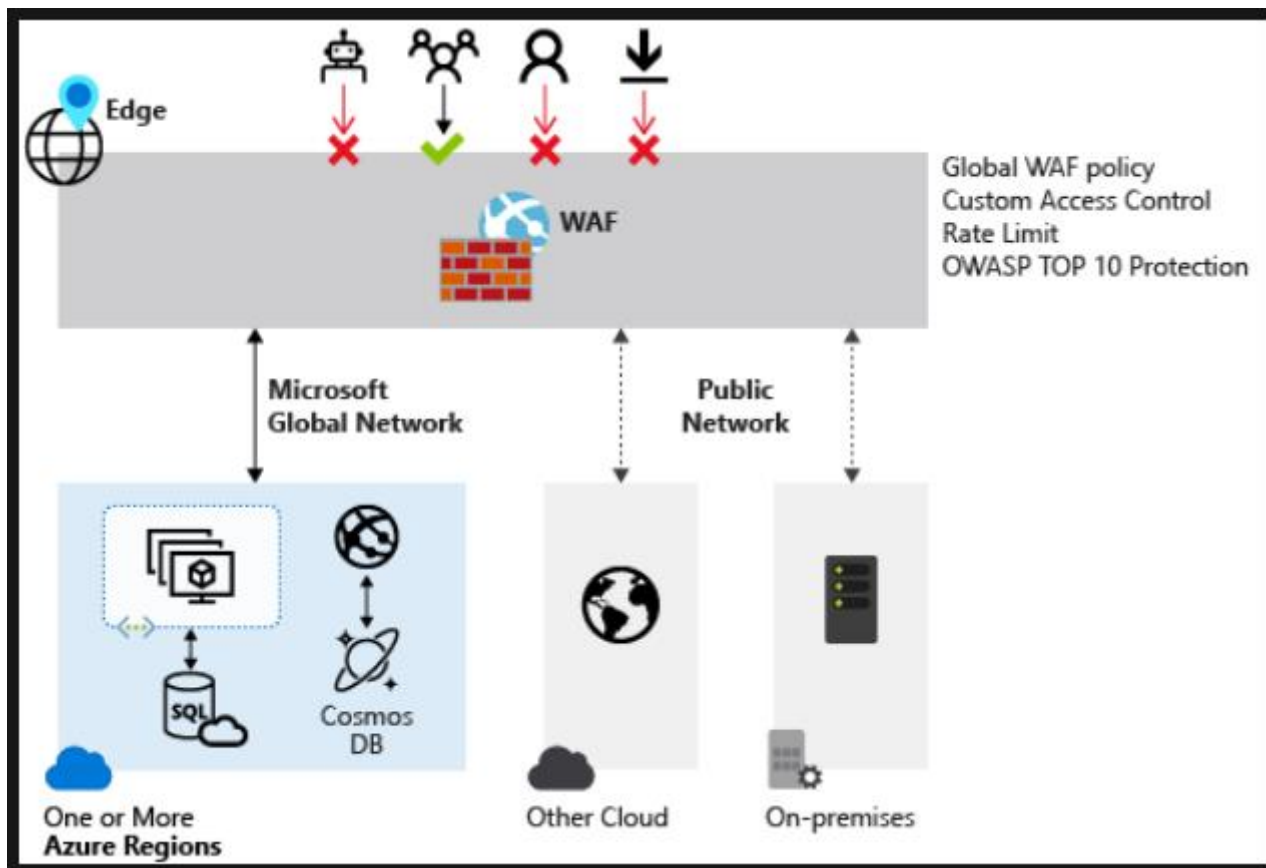 Edge
WAF
Global WAF policy
Custom Access Control
Rate Limit
OWASP TOP 10 Protection
Microsoft
Global Network
Public
Network
SQL
Cosmos
DB
One or More
Azure Regions
Other Cloud
On-premises